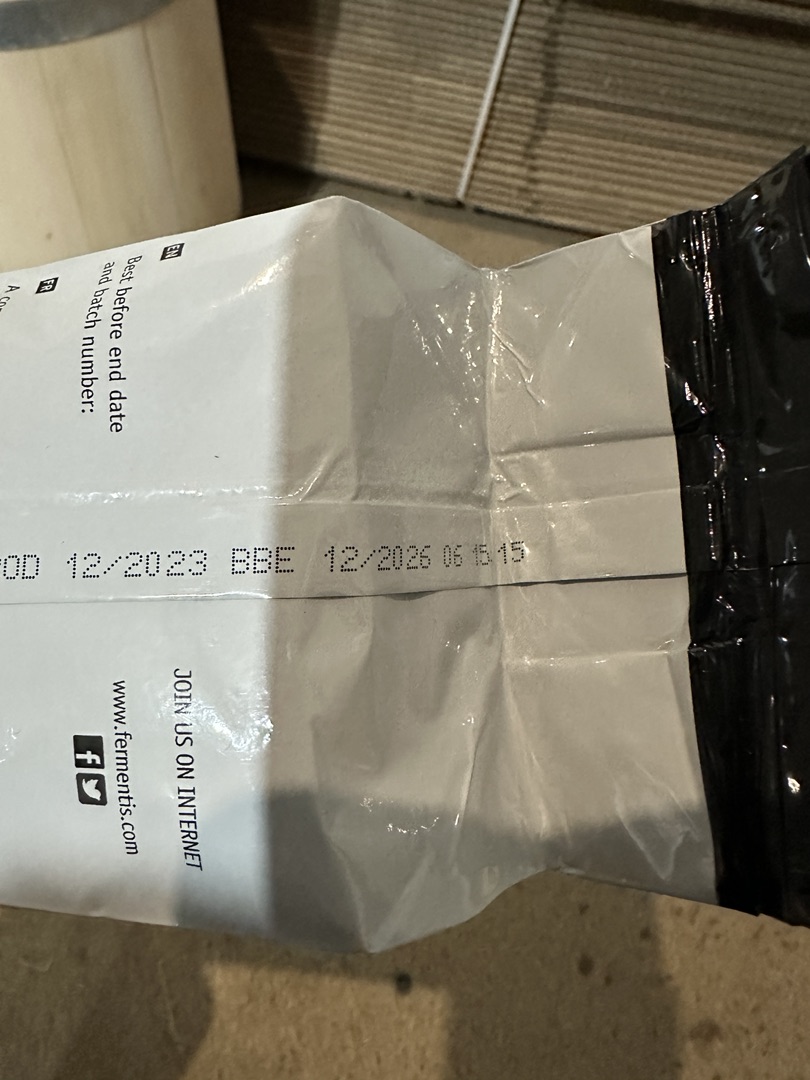 EN
Best before end date
and batch number:
FR
OD 12/2023 BBE 12/2026 06 15 15
JOIN US ON INTERNET
www.fermentis.com